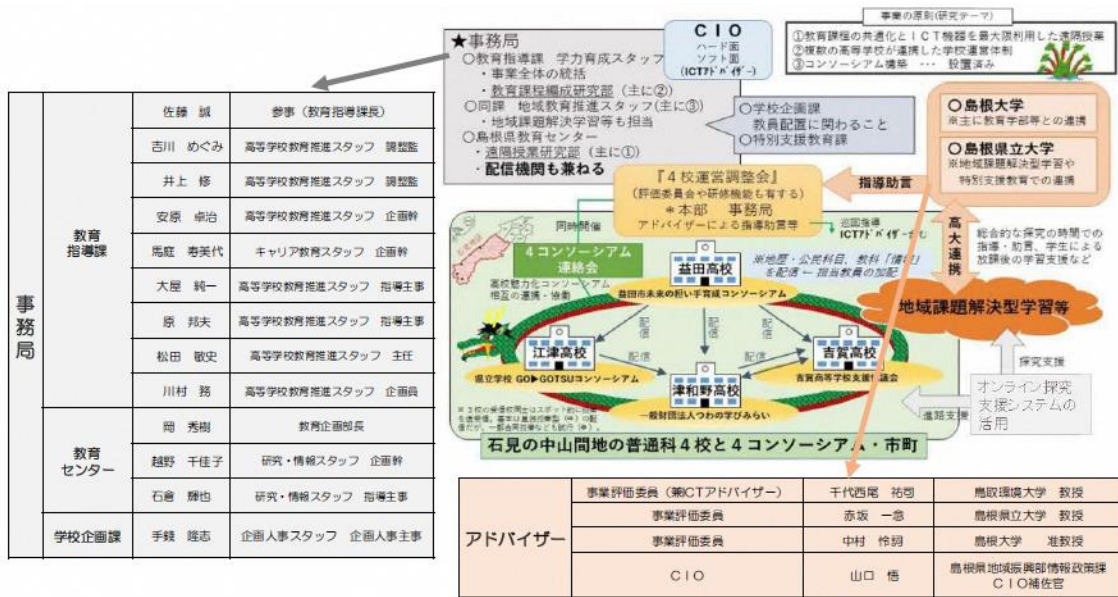 事業の原則(研究テーマ)
①教育課程の共通化とICT機器を最大限利用した遠隔授業
②複数の高等学校が連携した学校運営体制
③コンソーシアム構築 … 設置済み
CIO
ハード面
ソフト面
(ICTアドバイザー)
★事務局
○教育指導課 学力育成スタッフ
・事業全体の統括
・教育課程編成研究部(主に②)
○同課 地域教育推進スタッフ(主に③)
・地域課題解決学習等も担当
○島根県教育センター
・遠隔授業研究部(主に①)
・配信機関も兼ねる
○学校企画課
教員配置に関わること
○特別支援教育課
○島根大学
※主に教育学部等との連携
○島根県立大学
※地域課題解決型学習や
特別支援教育での連携
『4校運営調整会』
(評価委員会や研修機能も有する)
*本部 事務局
アドバイザーによる指導助言等
指導助言
同時開催
巡回指導
ICTアドバイザー
4コンソーシアム
連絡会
高校魅力化コンソーシアム
相互の連携・協働
益田高校
益田市未来の担い手育成コンソーシアム
※地歴・公民科目、教科「情報」
を配信 ← 担当教員の加配
高大連携
総合的な探究の時間での
指導・助言、学生による
放課後の学習支援など
地域課題解決型学習等
配信
配信
配信
江津高校
県立学校 GO▶GOTSUコンソーシアム
配信
配信
吉賀高校
吉賀高等学校支援協議会
津和野高校
一般財団法人つわの学びみらい
探究支援
進路支援
オンライン探究
支援システムの
活用
石見の中山間地の普通科4校と4コンソーシアム・市町
事務局
教育
指導課
佐藤 誠 参事(教育指導課長)
吉川 めぐみ 高等学校教育推進スタッフ 調整監
井上 修 高等学校教育推進スタッフ 調整監
安原 卓治 高等学校教育推進スタッフ 企画幹
馬庭 寿美代 キャリア教育スタッフ 企画幹
大屋 純一 高等学校教育推進スタッフ 指導主事
原 邦夫 高等学校教育推進スタッフ 指導主事
松田 敏史 高等学校教育推進スタッフ 主任
川村 務 高等学校教育推進スタッフ 企画員
教育
センター
岡 秀樹 教育企画部長
越野 千佳子 研究・情報スタッフ 企画幹
石倉 輝也 研究・情報スタッフ 指導主事
学校企画課 手錢 隆志 企画人事スタッフ 企画人事主事
アドバイザー
事業評価委員(兼ICTアドバイザー) 千代西尾 祐司 鳥取環境大学 教授
事業評価委員 赤坂 一念 島根県立大学 教授
事業評価委員 中村 怜詞 島根大学 准教授
CIO 山口 悟 島根県地域振興部情報政策課
CIO補佐官